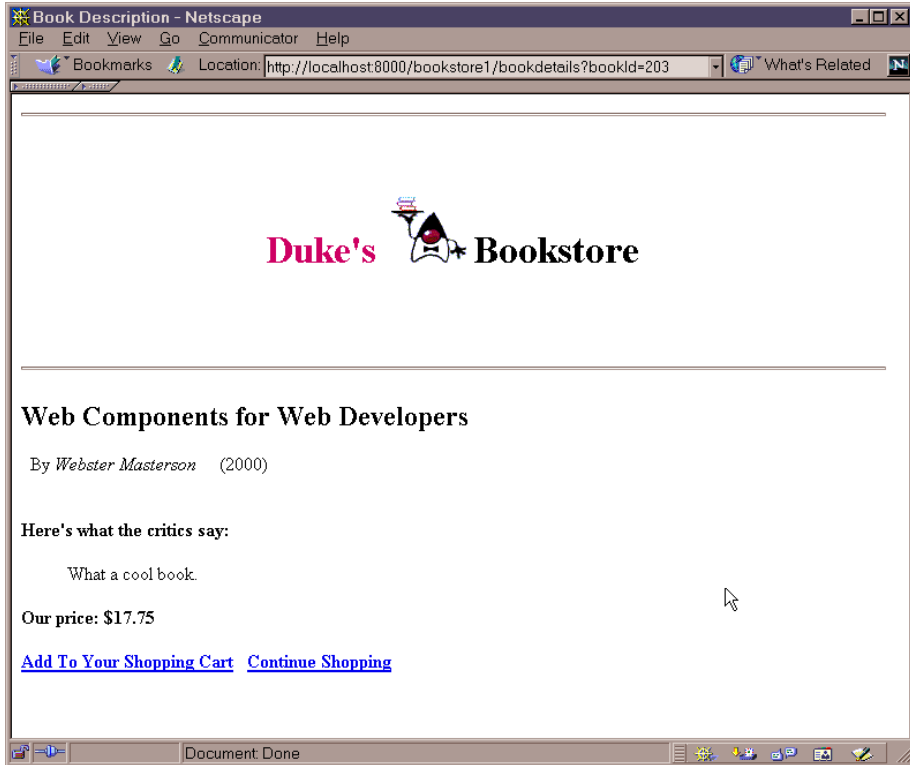 Book Description - Netscape
File Edit View Go Communicator Help
Bookmarks Location: http://localhost:8000/bookstore1/bookdetails?bookId=203 What's Related N
Duke's Bookstore
Web Components for Web Developers
By Webster Masterson (2000)
Here's what the critics say:
What a cool book.
Our price: $17.75
Add To Your Shopping Cart Continue Shopping
Document: Done